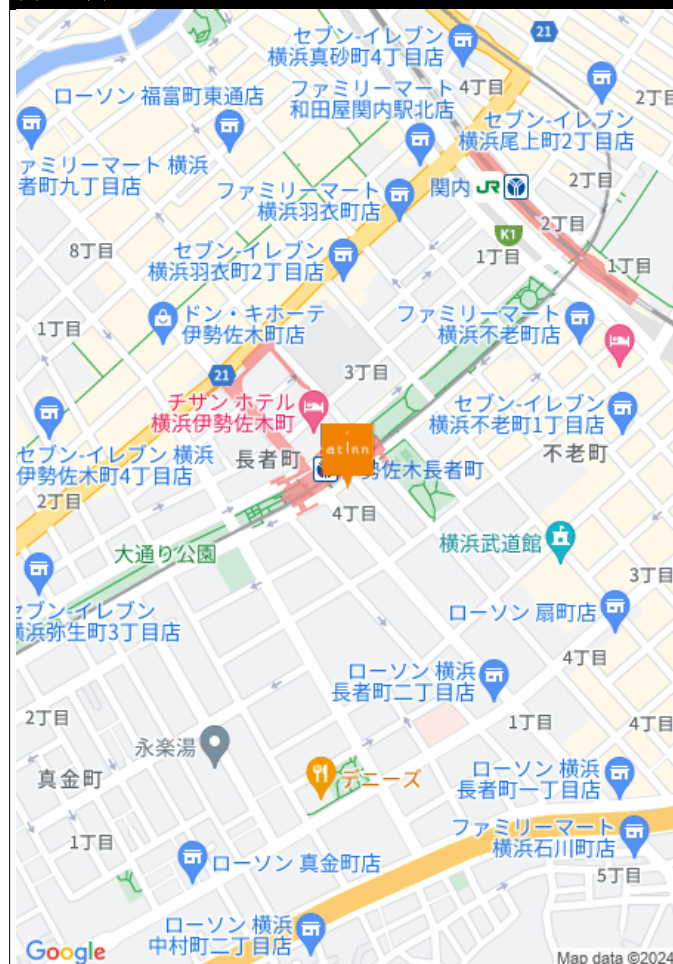 セブン-イレブン
横浜真砂町4丁目店
21
4丁目
ローソン 福富町東通店
ファミリーマート
和田屋関内駅北店
2丁
セブン-イレブン
横浜尾上町2丁目店
ァミリーマート 横浜
者町九丁目店
2丁目
関内 JR
ファミリーマート
横浜羽衣町店
2丁目
K1
8丁目
セブン-イレブン
横浜羽衣町2丁目店
1丁目
1丁目
1丁目
ドン・キホーテ
伊勢佐木町店
ファミリーマート
横浜不老町店
21
3丁目
チサン ホテル
横浜伊勢佐木町
セブン-イレブン
横浜不老町1丁目店
at inn
セブン-イレブン 横浜
伊勢佐木町4丁目店
長者町
勢佐木長者町
不老町
2丁目
4丁目
大通り公園
横浜武道館
3丁目
セブン-イレブン
横浜弥生町3丁目店
ローソン 扇町店
4丁目
ローソン 横浜
長者町二丁目店
2丁目
1丁目
4丁目
永楽湯
真金町
デニーズ
ローソン 横浜
長者町一丁目店
1丁目
ファミリーマート
横浜石川町店
ローソン 真金町店
5丁目
ローソン 横浜
中村町二丁目店
Google
Map data ©2024